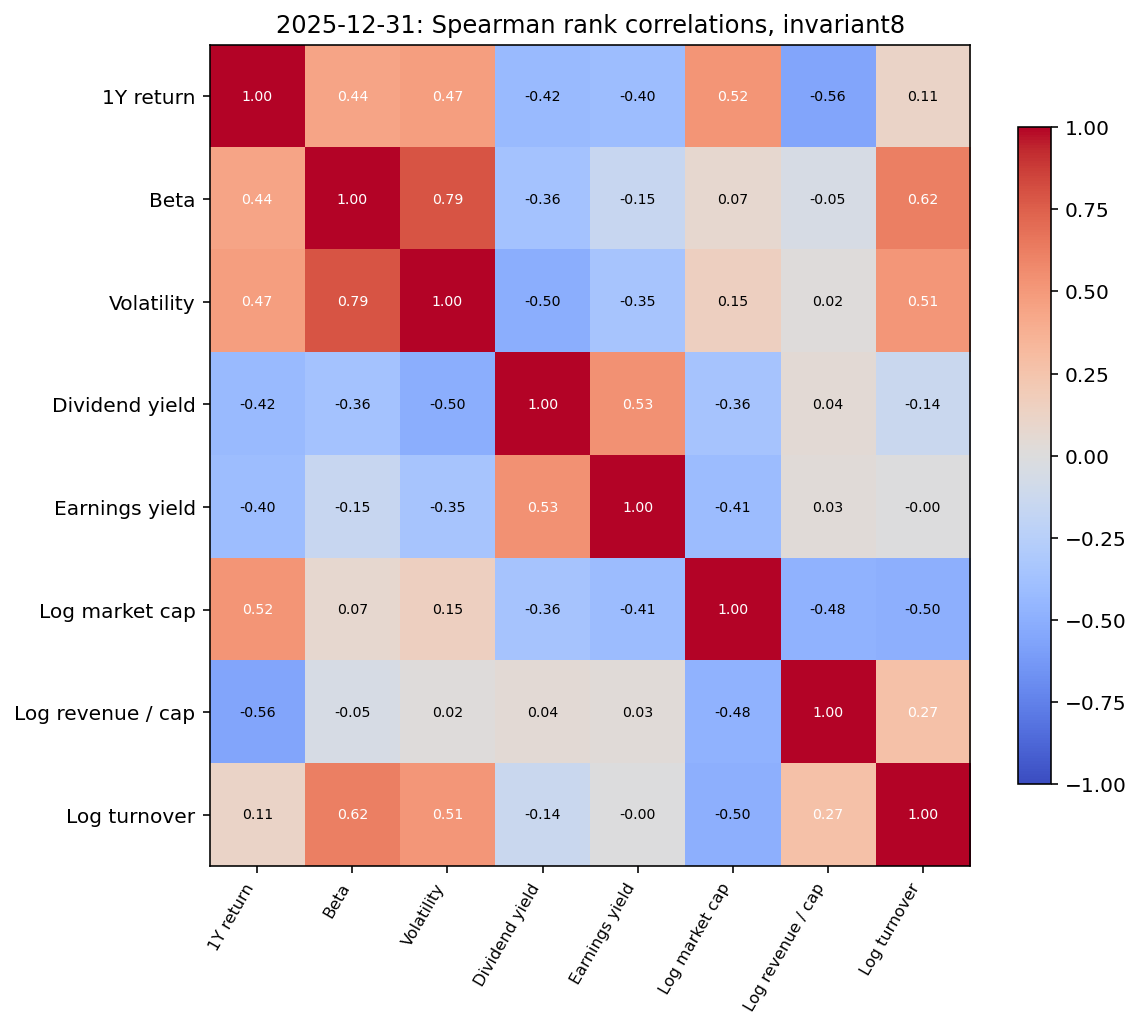 2025-12-31: Spearman rank correlations, invariant8
1Y return 1.00 0.44 0.47 -0.42 -0.40 0.52 -0.56 0.11
Beta 0.44 1.00 0.79 -0.36 -0.15 0.07 -0.05 0.62
Volatility 0.47 0.79 1.00 -0.50 -0.35 0.15 0.02 0.51
Dividend yield -0.42 -0.36 -0.50 1.00 0.53 -0.36 0.04 -0.14
Earnings yield -0.40 -0.15 -0.35 0.53 1.00 -0.41 0.03 -0.00
Log market cap 0.52 0.07 0.15 -0.36 -0.41 1.00 -0.48 -0.50
Log revenue / cap -0.56 -0.05 0.02 0.04 0.03 -0.48 1.00 0.27
Log turnover 0.11 0.62 0.51 -0.14 -0.00 -0.50 0.27 1.00
1Y return
Beta
Volatility
Dividend yield
Earnings yield
Log market cap
Log revenue / cap
Log turnover
1.00
0.75
0.50
0.25
0.00
−0.25
−0.50
−0.75
−1.00